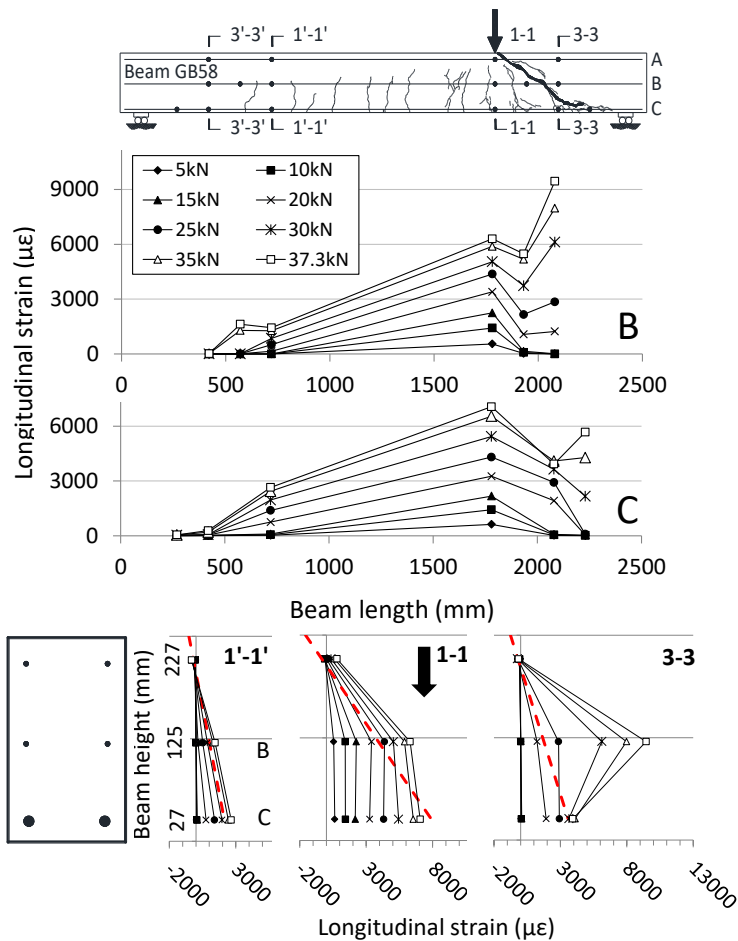 3'-3' 1'-1' 1-1 3-3
A
Beam GB58
B
C
3'-3' 1'-1' 1-1 3-3
Longitudinal strain (με)
9000
6000
3000
0
5kN 10kN
15kN 20kN
25kN 30kN
35kN 37.3kN
B
0 500 1000 1500 2000 2500
6000
3000
0
C
0 500 1000 1500 2000 2500
Beam length (mm)
Beam height (mm)
227
125
27
1'-1'
B
C
1-1
3-3
-2000 3000
-2000 3000 8000
-2000 3000 8000 13000
Longitudinal strain (με)